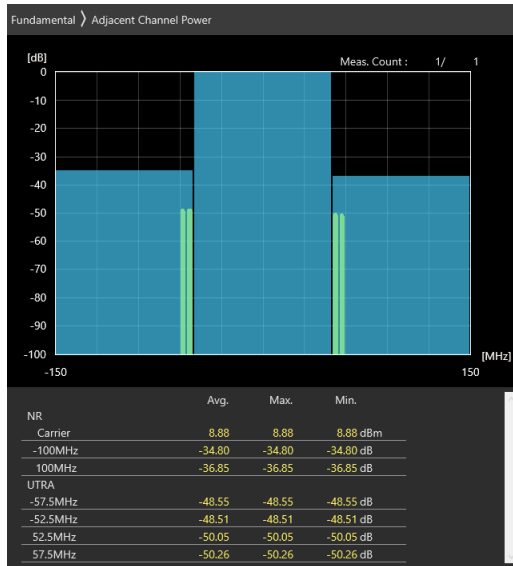 Fundamental ❭ Adjacent Channel Power
[dB]
Meas. Count : 1/ 1
0
-10
-20
-30
-40
-50
-60
-70
-80
-90
-100
[MHz]
-150 150
Avg. Max. Min.
NR
Carrier 8.88 8.88 8.88 dBm
-100MHz -34.80 -34.80 -34.80 dB
100MHz -36.85 -36.85 -36.85 dB
UTRA
-57.5MHz -48.55 -48.55 -48.55 dB
-52.5MHz -48.51 -48.51 -48.51 dB
52.5MHz -50.05 -50.05 -50.05 dB
57.5MHz -50.26 -50.26 -50.26 dB